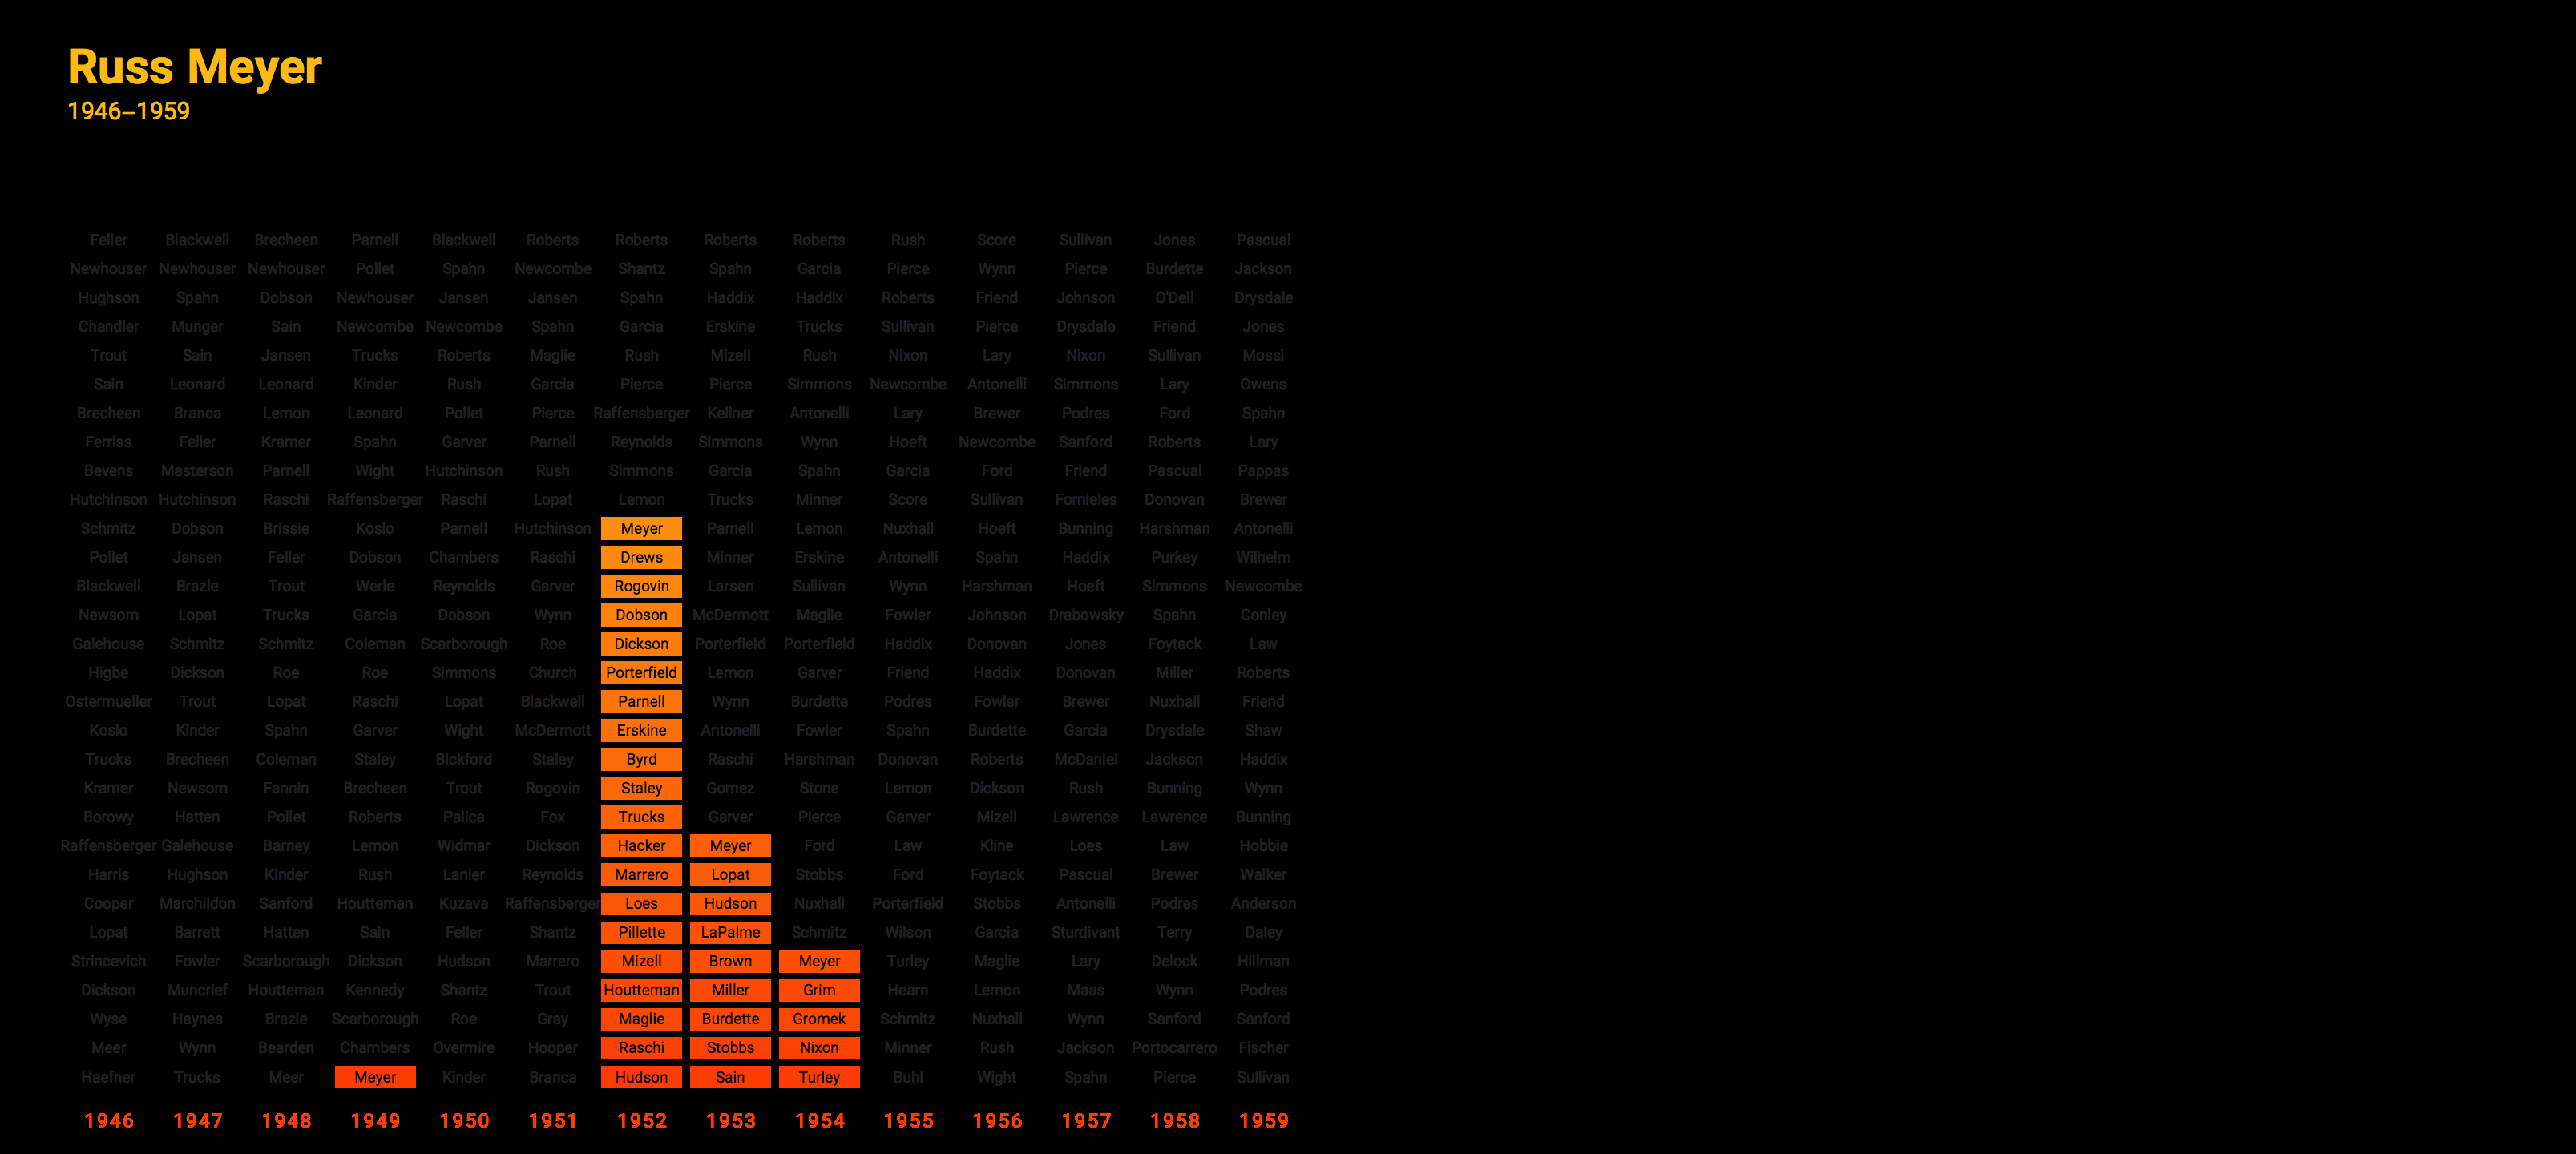 Russ Meyer
1946–1959
Feller Blackwell Brecheen Parnell Blackwell Roberts Roberts Roberts Roberts Rush Score Sullivan Jones Pascual
Newhouser Newhouser Newhouser Pollet Spahn Newcombe Shantz Spahn Garcia Pierce Wynn Pierce Burdette Jackson
Hughson Spahn Dobson Newhouser Jansen Jansen Spahn Haddix Haddix Roberts Friend Johnson O'Dell Drysdale
Chandler Munger Sain Newcombe Newcombe Spahn Garcia Erskine Trucks Sullivan Pierce Drysdale Friend Jones
Trout Sain Jansen Trucks Roberts Maglie Rush Mizell Rush Nixon Lary Nixon Sullivan Mossi
Sain Leonard Leonard Kinder Rush Garcia Pierce Pierce Simmons Newcombe Antonelli Simmons Lary Owens
Brecheen Branca Lemon Leonard Pollet Pierce Raffensberger Kellner Antonelli Lary Brewer Podres Ford Spahn
Ferriss Feller Kramer Spahn Garver Parnell Reynolds Simmons Wynn Hoeft Newcombe Sanford Roberts Lary
Bevens Masterson Parnell Wight Hutchinson Rush Simmons Garcia Spahn Garcia Ford Friend Pascual Pappas
Hutchinson Hutchinson Raschi Raffensberger Raschi Lopat Lemon Trucks Minner Score Sullivan Fornieles Donovan Brewer
Schmitz Dobson Brissie Koslo Parnell Hutchinson Meyer Parnell Lemon Nuxhall Hoeft Bunning Harshman Antonelli
Pollet Jansen Feller Dobson Chambers Raschi Drews Minner Erskine Antonelli Spahn Haddix Purkey Wilhelm
Blackwell Brazle Trout Werle Reynolds Garver Rogovin Larsen Sullivan Wynn Harshman Hoeft Simmons Newcombe
Newsom Lopat Trucks Garcia Dobson Wynn Dobson McDermott Maglie Fowler Johnson Drabowsky Spahn Conley
Galehouse Schmitz Schmitz Coleman Scarborough Roe Dickson Porterfield Porterfield Haddix Donovan Jones Foytack Law
Higbe Dickson Roe Roe Simmons Church Porterfield Lemon Garver Friend Haddix Donovan Miller Roberts
Ostermueller Trout Lopat Raschi Lopat Blackwell Parnell Wynn Burdette Podres Fowler Brewer Nuxhall Friend
Koslo Kinder Spahn Garver Wight McDermott Erskine Antonelli Fowler Spahn Burdette Garcia Drysdale Shaw
Trucks Brecheen Coleman Staley Bickford Staley Byrd Raschi Harshman Donovan Roberts McDaniel Jackson Haddix
Kramer Newsom Fannin Brecheen Trout Rogovin Staley Gomez Stone Lemon Dickson Rush Bunning Wynn
Borowy Hatten Pollet Roberts Palica Fox Trucks Garver Pierce Garver Mizell Lawrence Lawrence Bunning
Raffensberger Galehouse Barney Lemon Widmar Dickson Hacker Meyer Ford Law Kline Loes Law Hobbie
Harris Hughson Kinder Rush Lanier Reynolds Marrero Lopat Stobbs Ford Foytack Pascual Brewer Walker
Cooper Marchildon Sanford Houtteman Kuzava Raffensberger Loes Hudson Nuxhall Porterfield Stobbs Antonelli Podres Anderson
Lopat Barrett Hatten Sain Feller Shantz Pillette LaPalme Schmitz Wilson Garcia Sturdivant Terry Daley
Strincevich Fowler Scarborough Dickson Hudson Marrero Mizell Brown Meyer Turley Maglie Lary Delock Hillman
Dickson Muncrief Houtteman Kennedy Shantz Trout Houtteman Miller Grim Hearn Lemon Maas Wynn Podres
Wyse Haynes Brazle Scarborough Roe Gray Maglie Burdette Gromek Schmitz Nuxhall Wynn Sanford Sanford
Meer Wynn Bearden Chambers Overmire Hooper Raschi Stobbs Nixon Minner Rush Jackson Portocarrero Fischer
Haefner Trucks Meer Meyer Kinder Branca Hudson Sain Turley Buhl Wight Spahn Pierce Sullivan
1946 1947 1948 1949 1950 1951 1952 1953 1954 1955 1956 1957 1958 1959